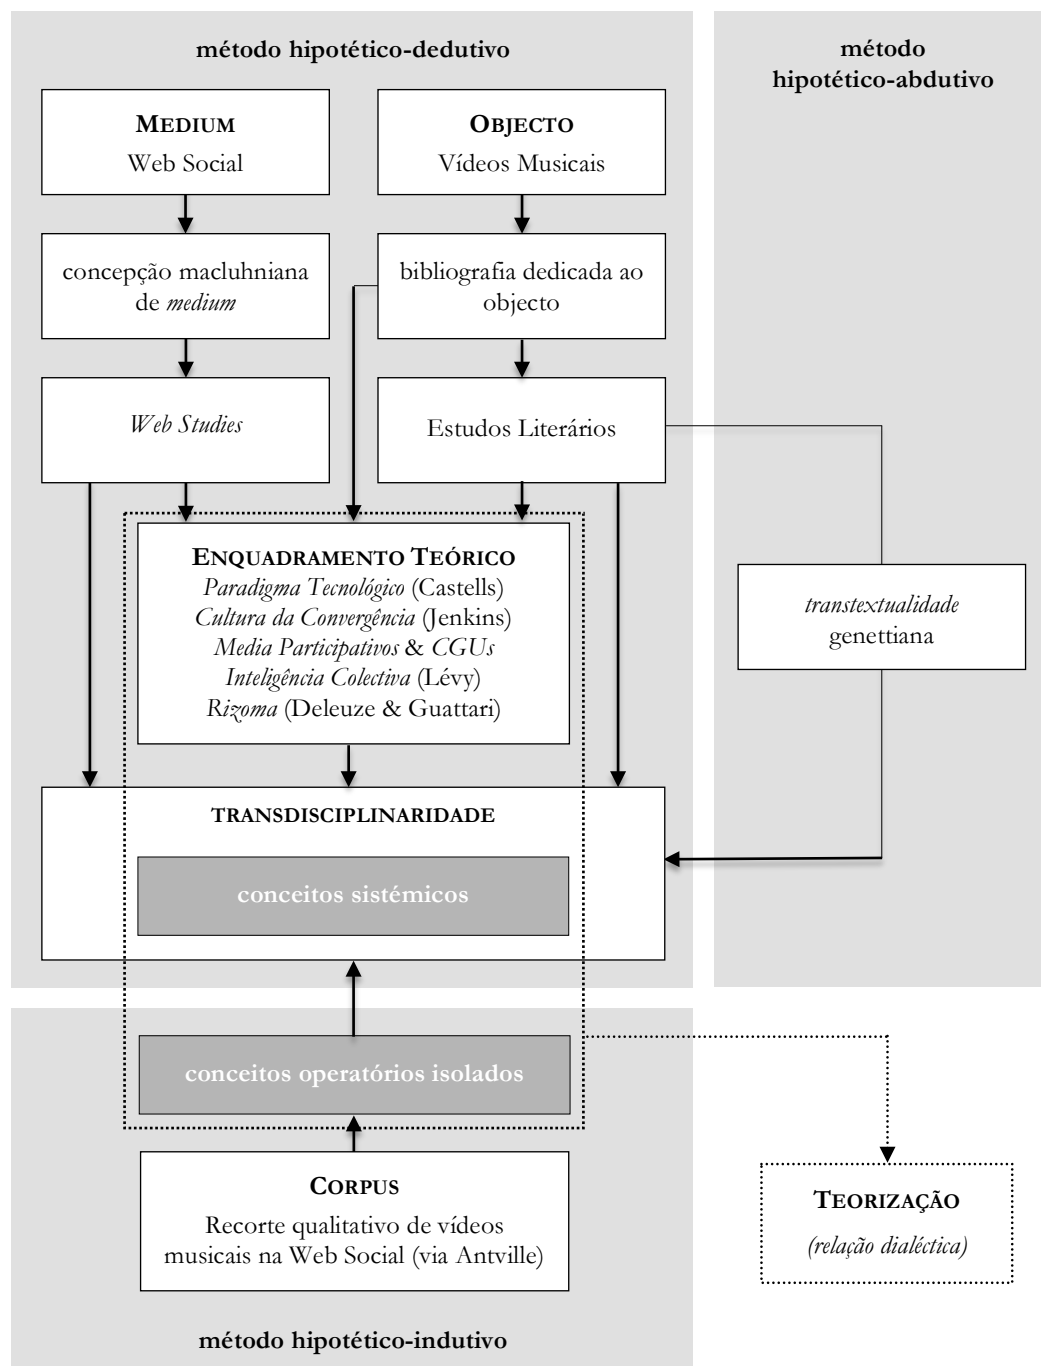 método hipotético-dedutivo
método
hipotético-abdutivo
MEDIUM
Web Social
OBJECTO
Vídeos Musicais
concepção macluhniana
de medium
bibliografia dedicada ao
objecto
Web Studies
Estudos Literários
ENQUADRAMENTO TEÓRICO
Paradigma Tecnológico (Castells)
Cultura da Convergência (Jenkins)
Media Participativos & CGUs
Inteligência Colectiva (Lévy)
Rizoma (Deleuze & Guattari)
transtextualidade
genettiana
TRANSDISCIPLINARIDADE
conceitos sistémicos
conceitos operatórios isolados
CORPUS
Recorte qualitativo de vídeos
musicais na Web Social (via Antville)
TEORIZAÇÃO
(relação dialéctica)
método hipotético-indutivo